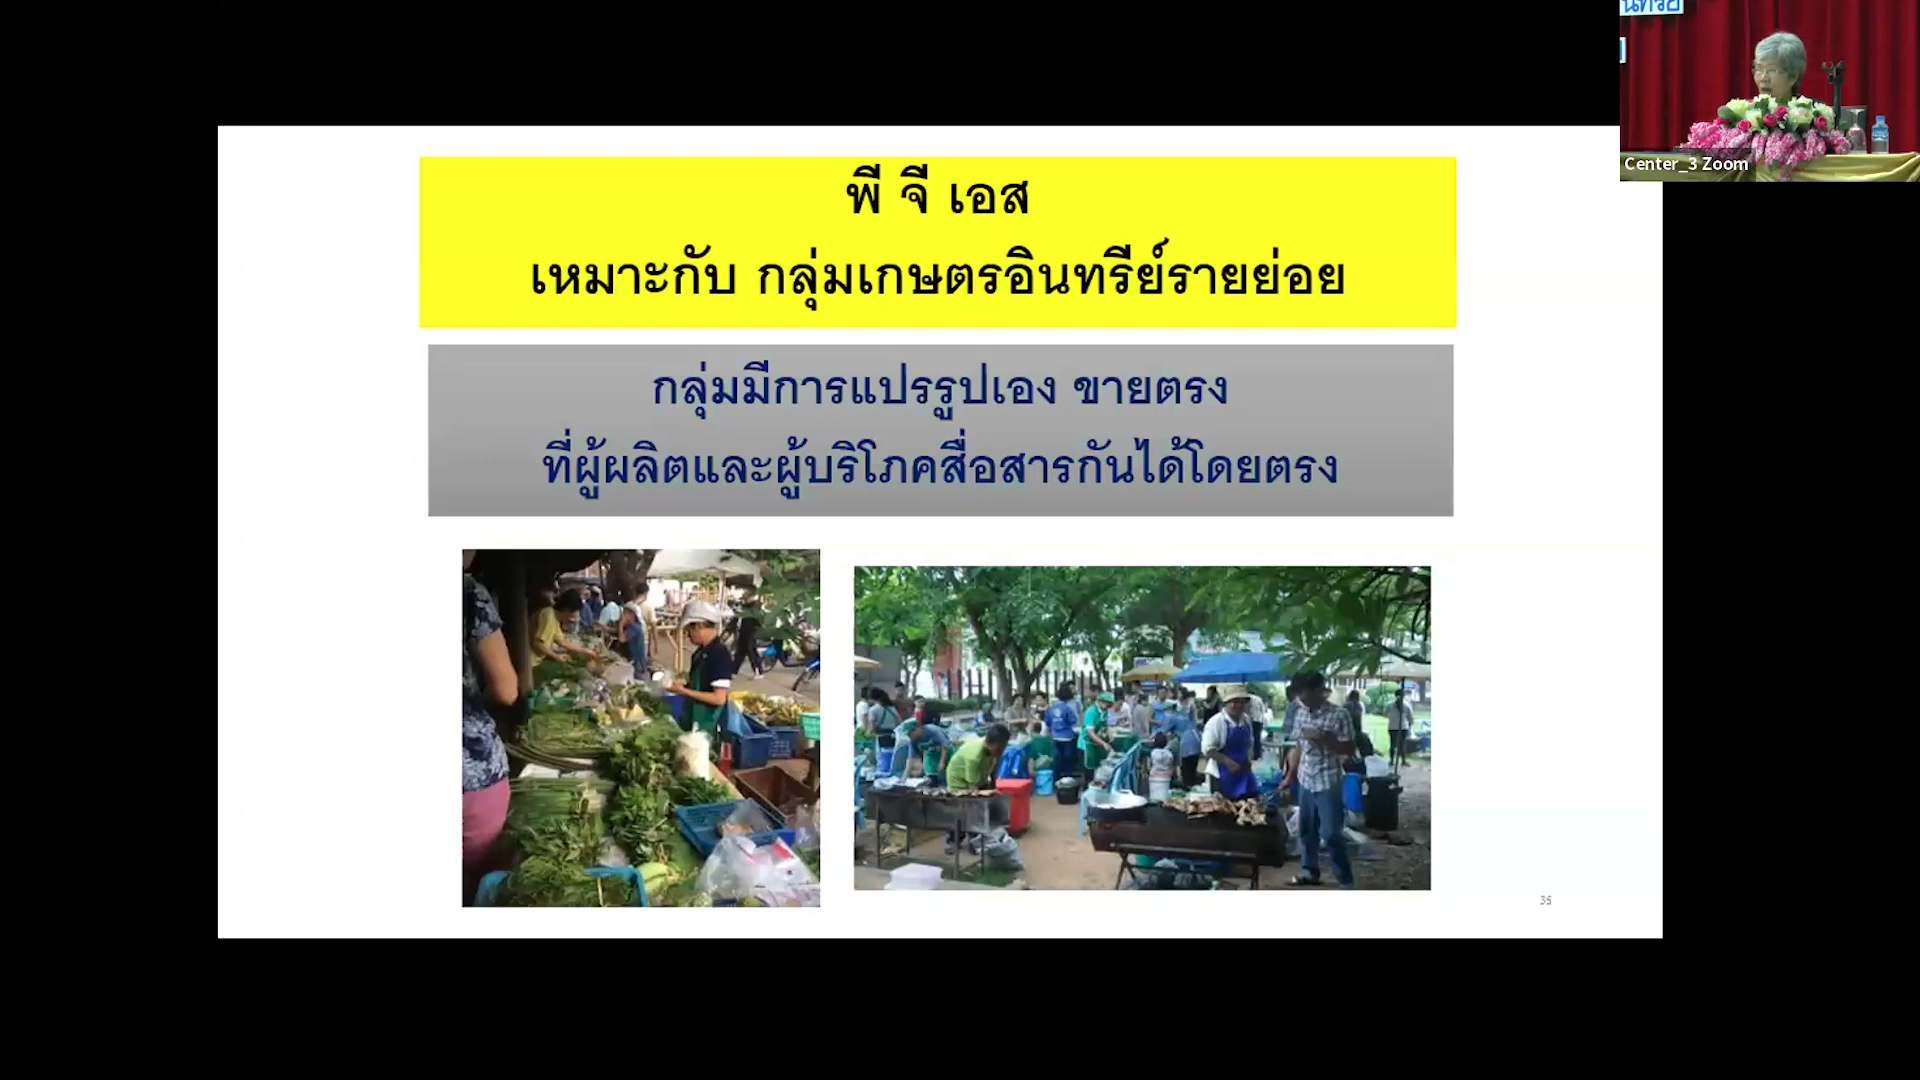 พี จี เอส
เหมาะกับ กลุ่มเกษตรอินทรีย์รายย่อย
กลุ่มมีการแปรรูปเอง ขายตรง
ที่ผู้ผลิตและผู้บริโภคสื่อสารกันได้โดยตรง
35
Center_3 Zoom